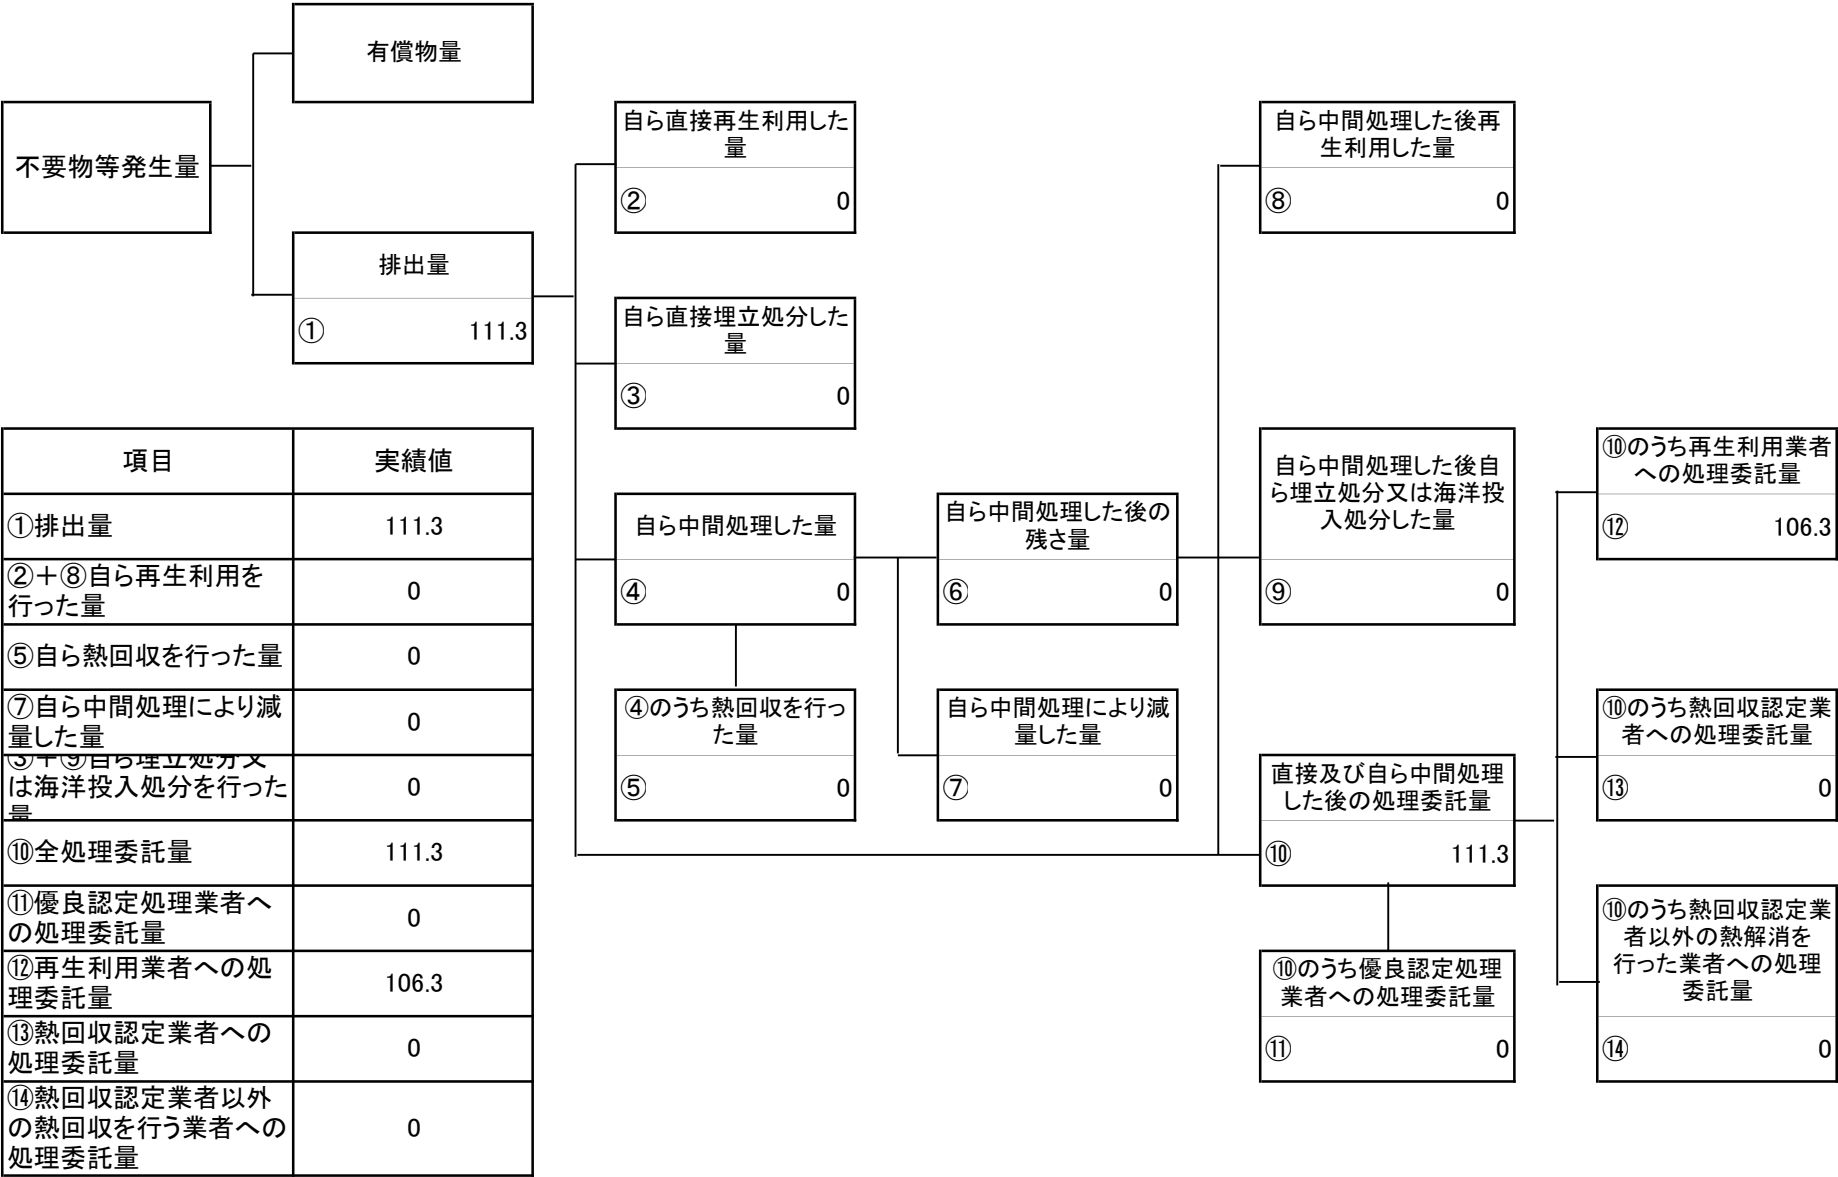 有償物量
不要物等発生量
排出量
① 111.3
自ら直接再生利用した
量
② 0
自ら直接埋立処分した
量
③ 0
自ら中間処理した量
④ 0
④のうち熱回収を行っ
た量
⑤ 0
自ら中間処理した後の
残さ量
⑥ 0
自ら中間処理により減
量した量
⑦ 0
自ら中間処理した後再
生利用した量
⑧ 0
自ら中間処理した後自
ら埋立処分又は海洋投
入処分した量
⑨ 0
直接及び自ら中間処理
した後の処理委託量
⑩ 111.3
⑩のうち優良認定処理
業者への処理委託量
⑪ 0
⑩のうち再生利用業者
への処理委託量
⑫ 106.3
⑩のうち熱回収認定業
者への処理委託量
⑬ 0
⑩のうち熱回収認定業
者以外の熱解消を
行った業者への処理
委託量
⑭ 0
項目 実績値
①排出量 111.3
②＋⑧自ら再生利用を
行った量 0
⑤自ら熱回収を行った量 0
⑦自ら中間処理により減
量した量 0
③＋⑨自ら埋立処分又
は海洋投入処分を行った
量 0
⑩全処理委託量 111.3
⑪優良認定処理業者へ
の処理委託量 0
⑫再生利用業者への処
理委託量 106.3
⑬熱回収認定業者への
処理委託量 0
⑭熱回収認定業者以外
の熱回収を行う業者への
処理委託量 0